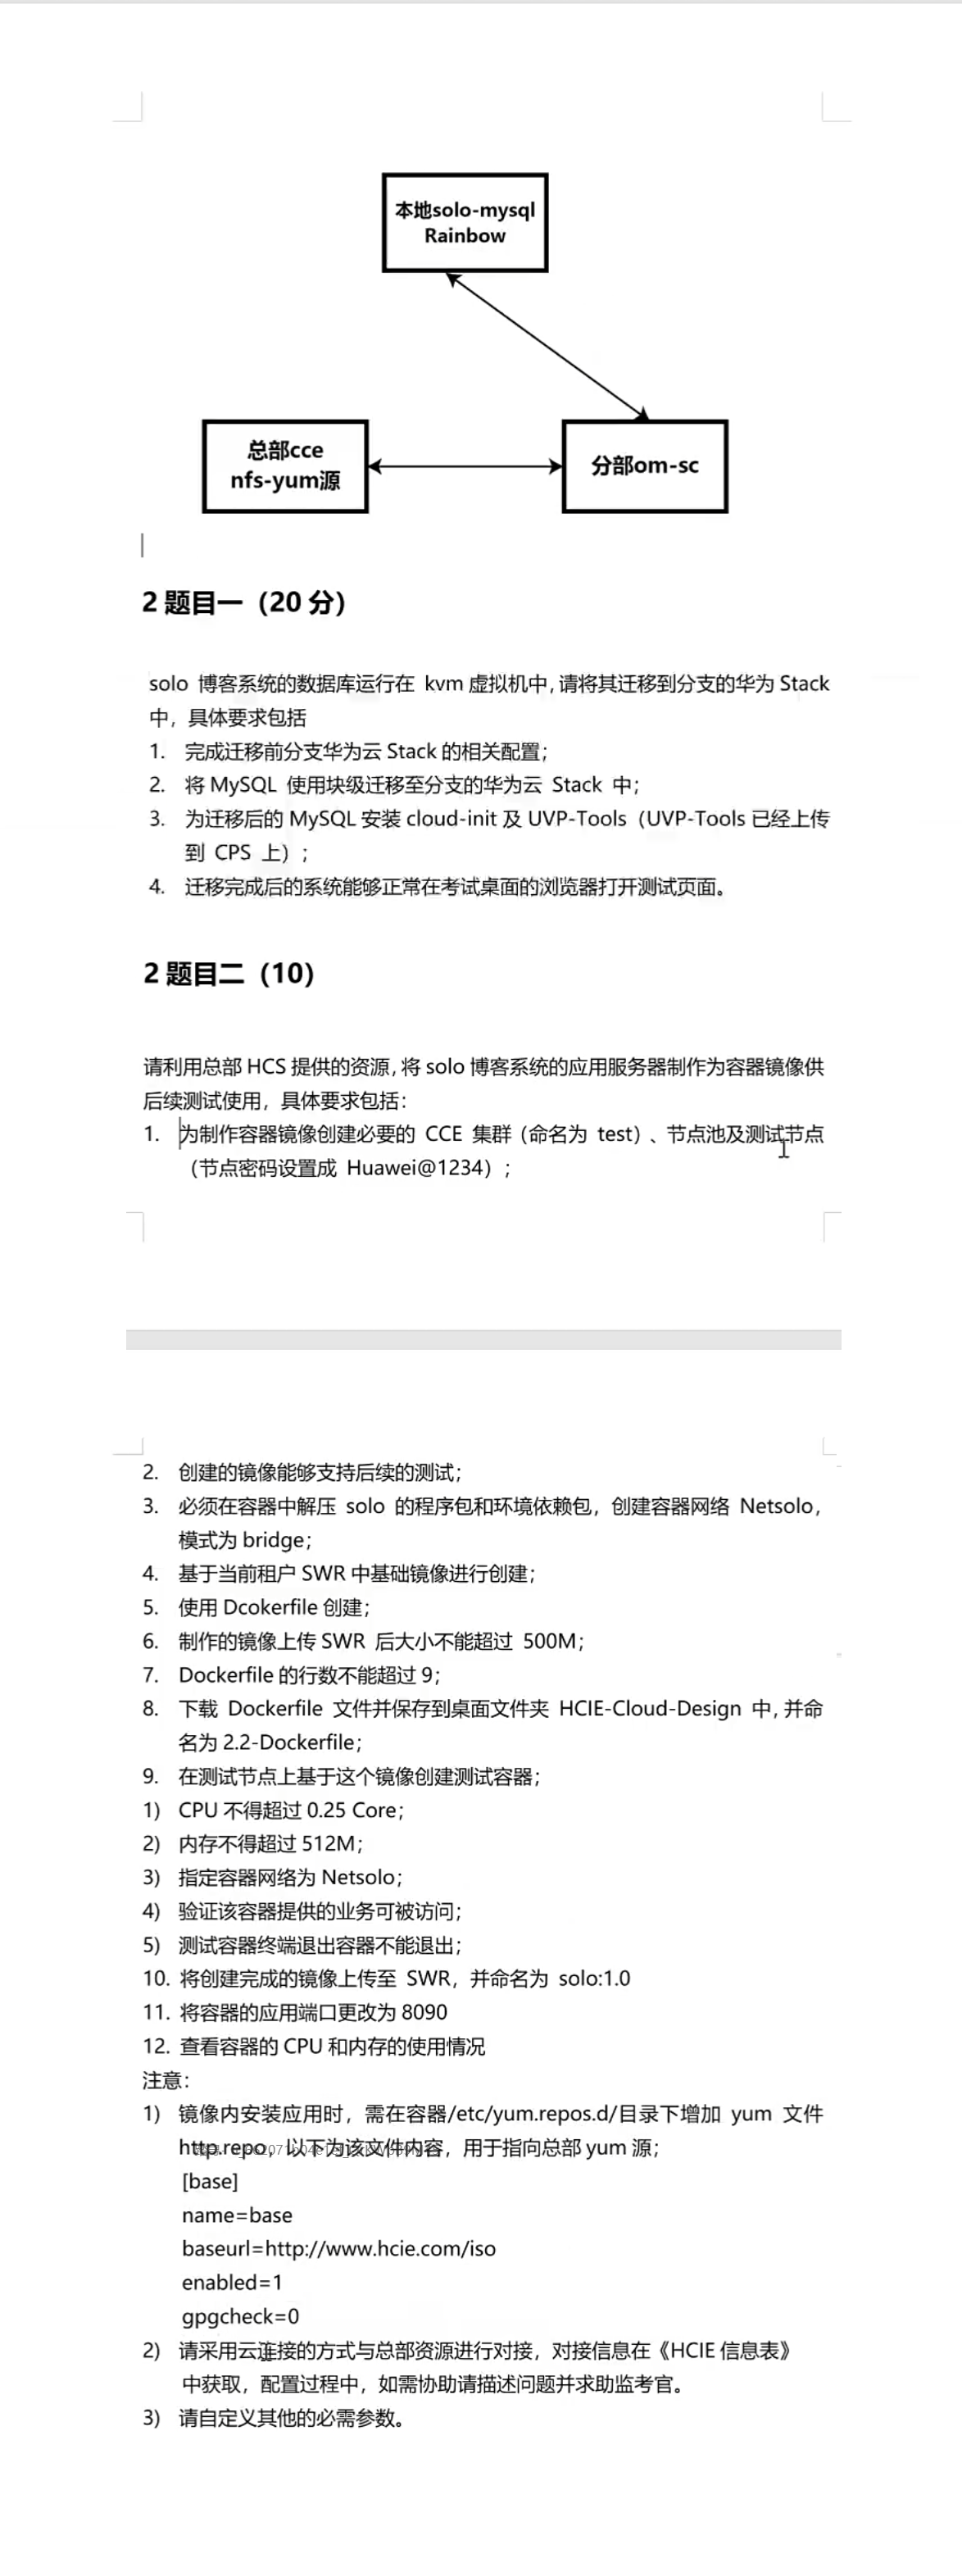 本地solo-mysql
Rainbow
总部cce
nfs-yum源
分部om-sc
2 题目一（20 分）
solo 博客系统的数据库运行在 kvm 虚拟机中，请将其迁移到分支的华为 Stack
中，具体要求包括
1. 完成迁移前分支华为云 Stack 的相关配置；
2. 将 MySQL 使用块级迁移至分支的华为云 Stack 中；
3. 为迁移后的 MySQL 安装 cloud-init 及 UVP-Tools（UVP-Tools 已经上传
到 CPS 上）；
4. 迁移完成后的系统能够正常在考试桌面的浏览器打开测试页面。
2 题目二（10）
请利用总部 HCS 提供的资源，将 solo 博客系统的应用服务器制作为容器镜像供
后续测试使用，具体要求包括：
1. 为制作容器镜像创建必要的 CCE 集群（命名为 test）、节点池及测试节点
（节点密码设置成 Huawei@1234）；
2. 创建的镜像能够支持后续的测试；
3. 必须在容器中解压 solo 的程序包和环境依赖包，创建容器网络 Netsolo，
模式为 bridge；
4. 基于当前租户 SWR 中基础镜像进行创建；
5. 使用 Dcokerfile 创建；
6. 制作的镜像上传 SWR 后大小不能超过 500M；
7. Dockerfile 的行数不能超过 9；
8. 下载 Dockerfile 文件并保存到桌面文件夹 HCIE-Cloud-Design 中，并命
名为 2.2-Dockerfile；
9. 在测试节点上基于这个镜像创建测试容器；
1) CPU 不得超过 0.25 Core；
2) 内存不得超过 512M；
3) 指定容器网络为 Netsolo；
4) 验证该容器提供的业务可被访问；
5) 测试容器终端退出容器不能退出；
10. 将创建完成的镜像上传至 SWR，并命名为 solo:1.0
11. 将容器的应用端口更改为 8090
12. 查看容器的 CPU 和内存的使用情况
注意：
1) 镜像内安装应用时，需在容器/etc/yum.repos.d/目录下增加 yum 文件
http.repo，以下为该文件内容，用于指向总部 yum 源；
[base]
name=base
baseurl=http://www.hcie.com/iso
enabled=1
gpgcheck=0
2) 请采用云连接的方式与总部资源进行对接，对接信息在《HCIE 信息表》
中获取，配置过程中，如需协助请描述问题并求助监考官。
3) 请自定义其他的必需参数。